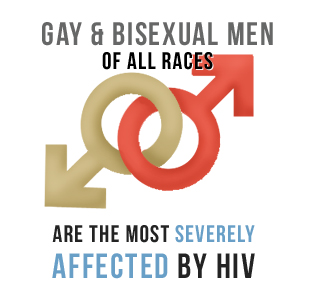 GAY & BISEXUAL MEN
OF ALL RACES
ARE THE MOST SEVERELY
AFFECTED BY HIV